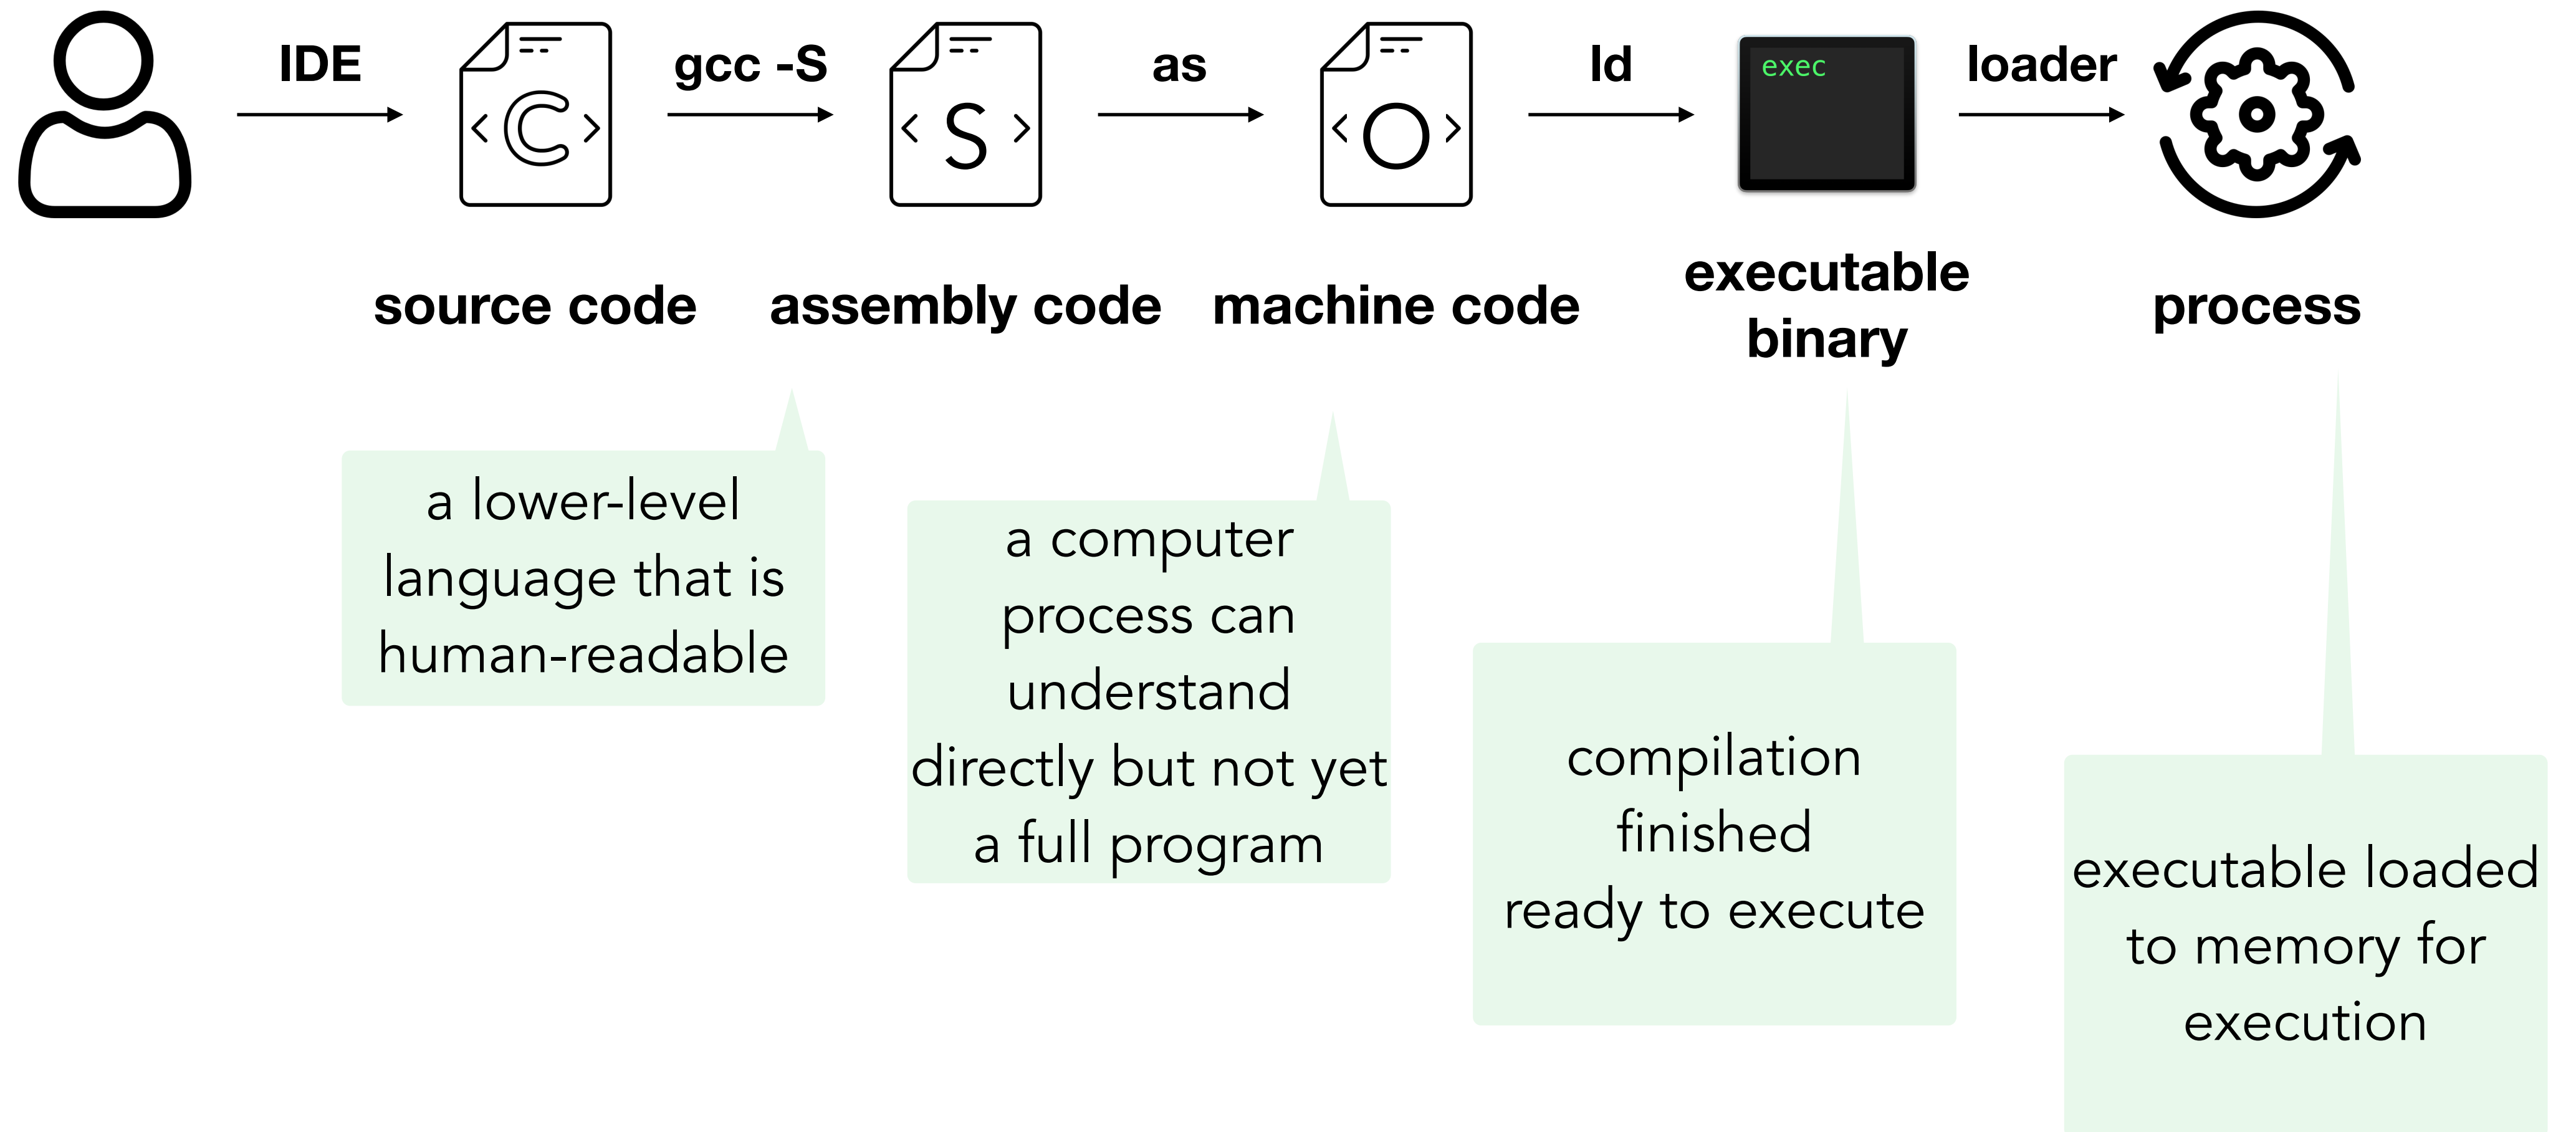 IDE
gcc -S
as
ld
loader
C
S
O
exec
source code
assembly code
machine code
executable
binary
process
a lower-level
language that is
human-readable
a computer
process can
understand
directly but not yet
a full program
compilation
finished
ready to execute
executable loaded
to memory for
execution